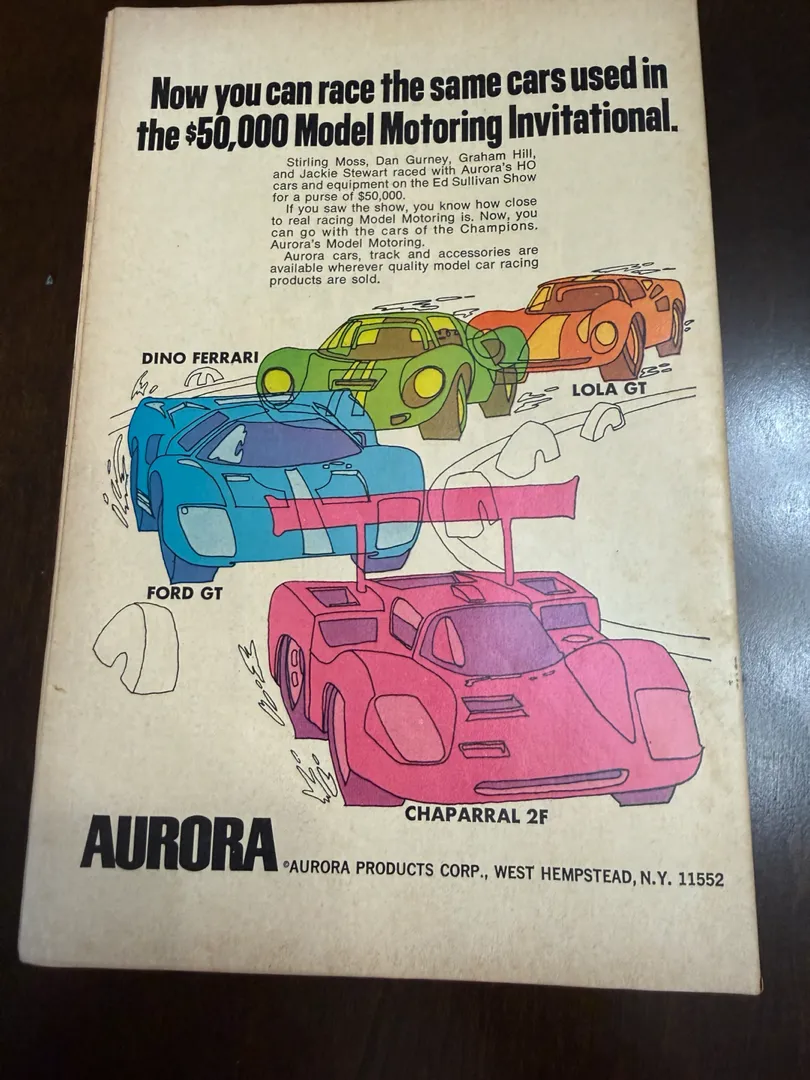 Now you can race the same cars used in
the $50,000 Model Motoring Invitational.
Stirling Moss, Dan Gurney, Graham Hill,
and Jackie Stewart raced with Aurora's HO
cars and equipment on the Ed Sullivan Show
for a purse of $50,000.
If you saw the show, you know how close
to real racing Model Motoring is. Now, you
can go with the cars of the Champions.
Aurora's Model Motoring.
Aurora cars, track and accessories are
available wherever quality model car racing
products are sold.
DINO FERRARI
LOLA GT
FORD GT
CHAPARRAL 2F
AURORA
©AURORA PRODUCTS CORP., WEST HEMPSTEAD, N.Y. 11552